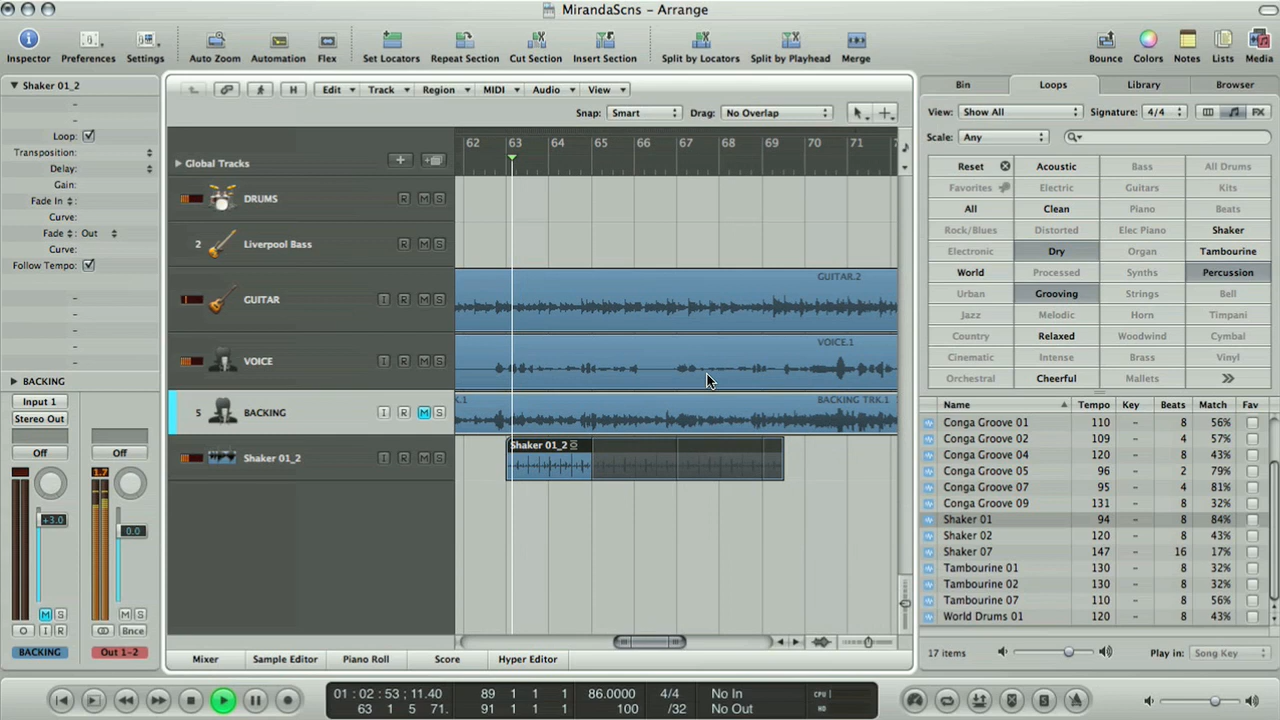 MirandaScns – Arrange
Inspector Preferences Settings Auto Zoom Automation Flex Set Locators Repeat Section Cut Section Insert Section Split by Locators Split by Playhead Merge Bounce Colors Notes Lists Media
Shaker 01_2
-
-
Loop:
Transposition:
Delay:
Gain:
Fade In
Curve:
Fade: Out
Curve:
Follow Tempo:
-
-
-
-
-
BACKING
Input 1
Stereo Out
Off Off
1.7
+3.0
0.0
M S M S
O I R Bnce
BACKING Out 1-2
H Edit Track Region MIDI Audio View
Snap: Smart Drag: No Overlap
62 63 64 65 66 67 68 69 70 71
Global Tracks
DRUMS R M S
2 Liverpool Bass R M S
GUITAR I R M S
GUITAR.2
VOICE I R M S
VOICE.1
5 BACKING I R M S
K.1 BACKING TRK.1
Shaker 01_2 I R M S
Shaker 01_2
Mixer Sample Editor Piano Roll Score Hyper Editor
Bin Loops Library Browser
View: Show All Signature: 4/4 FX
Scale: Any
Reset Acoustic Bass All Drums
Favorites Electric Guitars Kits
All Clean Piano Beats
Rock/Blues Distorted Elec Piano Shaker
Electronic Dry Organ Tambourine
World Processed Synths Percussion
Urban Grooving Strings Bell
Jazz Melodic Horn Timpani
Country Relaxed Woodwind Cymbal
Cinematic Intense Brass Vinyl
Orchestral Cheerful Mallets
Name Tempo Key Beats Match Fav
Conga Groove 01 110 – 8 56%
Conga Groove 02 109 – 4 57%
Conga Groove 04 120 – 8 43%
Conga Groove 05 96 – 2 79%
Conga Groove 07 95 – 4 81%
Conga Groove 09 131 – 8 32%
Shaker 01 94 – 8 84%
Shaker 02 120 – 8 43%
Shaker 07 147 – 16 17%
Tambourine 01 130 – 8 32%
Tambourine 02 130 – 8 32%
Tambourine 07 110 – 8 56%
World Drums 01 120 – 8 43%
17 items Play in: Song Key
01 : 02 : 53 ; 11.40 89 1 1 1 86.0000 4/4 No In CPU
63 1 5 71. 91 1 1 1 100 /32 No Out HD
S